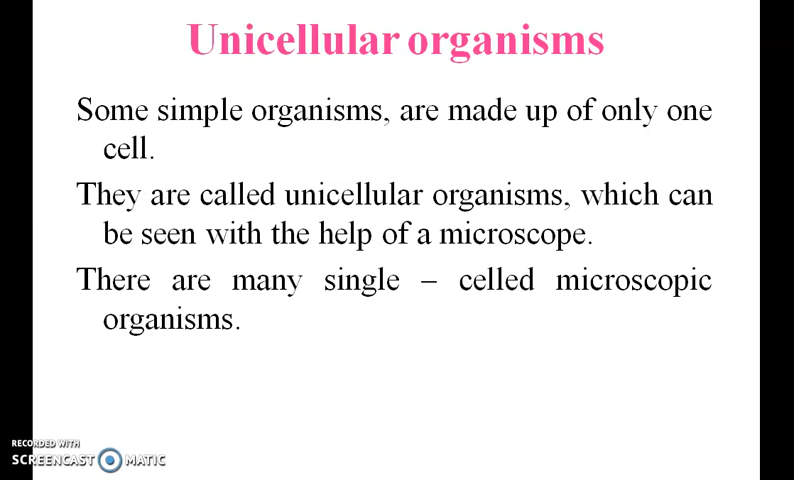 Unicellular organisms
Some simple organisms, are made up of only one
cell.
They are called unicellular organisms, which can
be seen with the help of a microscope.
There are many single – celled microscopic
organisms.
RECORDED WITH
SCREENCAST MATIC